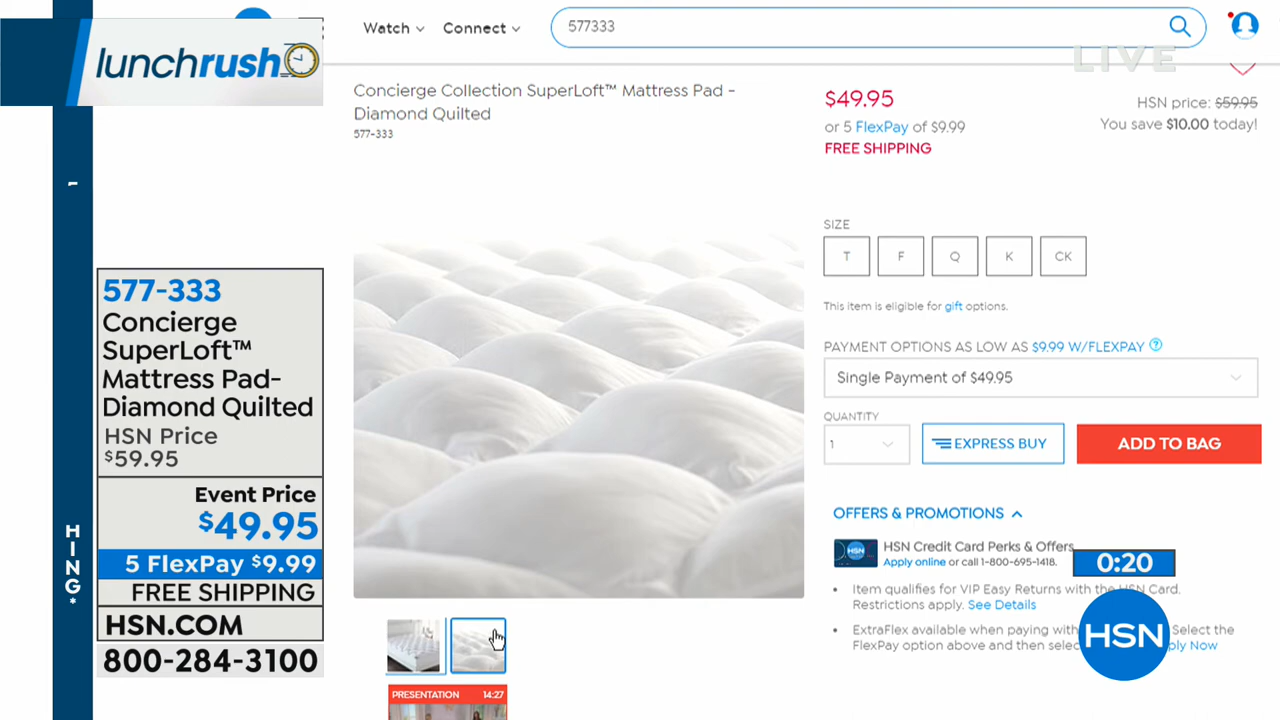 lunchrush
Watch
Connect
577333
LIVE
Concierge Collection SuperLoft™ Mattress Pad -
Diamond Quilted
577-333
$49.95
or 5 FlexPay of $9.99
FREE SHIPPING
HSN price: $59.95
You save $10.00 today!
SIZE
T F Q K CK
This item is eligible for gift options.
PAYMENT OPTIONS AS LOW AS $9.99 W/FLEXPAY ?
Single Payment of $49.95
QUANTITY
1
EXPRESS BUY
ADD TO BAG
OFFERS & PROMOTIONS
HSN
HSN Credit Card Perks & Offers
Apply online or call 1-800-695-1418.
• Item qualifies for VIP Easy Returns with the HSN Card.
Restrictions apply. See Details
• ExtraFlex available when paying with
Select the
FlexPay option above and then
Now
PRESENTATION 14:27
577-333
Concierge
SuperLoft™
Mattress Pad-
Diamond Quilted
HSN Price
$59.95
Event Price
$49.95
5 FlexPay $9.99
FREE SHIPPING
HSN.COM
800-284-3100
HING*
0:20
HSN